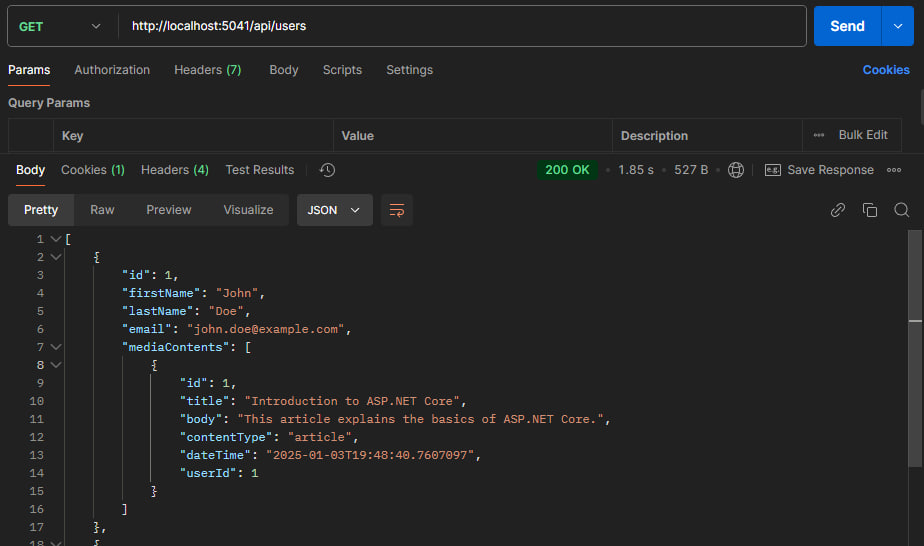 GET http://localhost:5041/api/users Send
Params Authorization Headers (7) Body Scripts Settings Cookies
Query Params
Key Value Description Bulk Edit
Body Cookies (1) Headers (4) Test Results 200 OK 1.85 s 527 B e.g. Save Response
Pretty Raw Preview Visualize JSON
1 [
2 {
3 "id": 1,
4 "firstName": "John",
5 "lastName": "Doe",
6 "email": "john.doe@example.com",
7 "mediaContents": [
8 {
9 "id": 1,
10 "title": "Introduction to ASP.NET Core",
11 "body": "This article explains the basics of ASP.NET Core.",
12 "contentType": "article",
13 "dateTime": "2025-01-03T19:48:40.7607097",
14 "userId": 1
15 }
16 ]
17 },
18 {